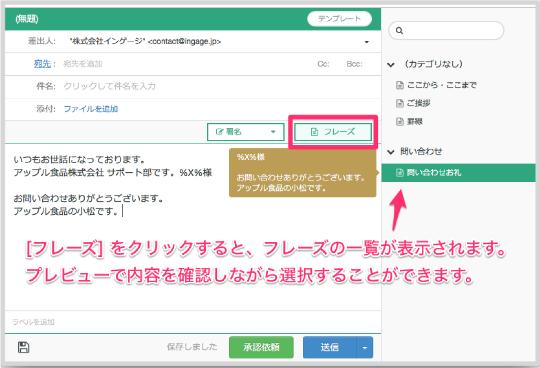 (無題)
テンプレート
差出人: "株式会社インゲージ" <contact@ingage.jp>
宛先: 宛先を追加 Cc: Bcc:
件名: クリックして件名を入力
添付: ファイルを追加
署名
フレーズ
いつもお世話になっております。
アップル食品株式会社 サポート部です。%X%様
お問い合わせありがとうございます。
アップル食品の小松です。
%X%様
お問い合わせありがとうございます。
アップル食品の小松です。
(カテゴリなし)
ここから・ここまで
ご挨拶
罫線
問い合わせ
問い合わせお礼
[フレーズ] をクリックすると、フレーズの一覧が表示されます。
プレビューで内容を確認しながら選択することができます。
ラベルを追加
保存しました
承認依頼
送信